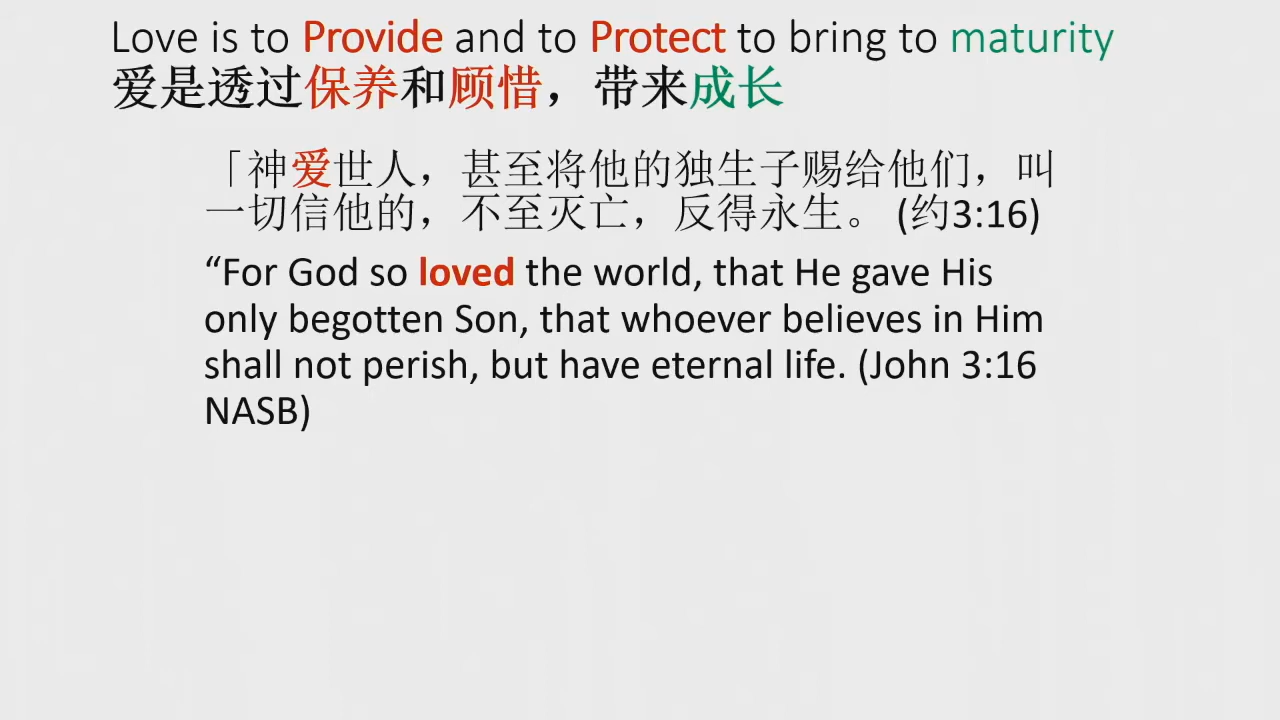 Love is to Provide and to Protect to bring to maturity
爱是透过保养和顾惜，带来成长
「神爱世人，甚至将他的独生子赐给他们，叫
一切信他的，不至灭亡，反得永生。 (约3:16)
“For God so loved the world, that He gave His
only begotten Son, that whoever believes in Him
shall not perish, but have eternal life. (John 3:16
NASB)